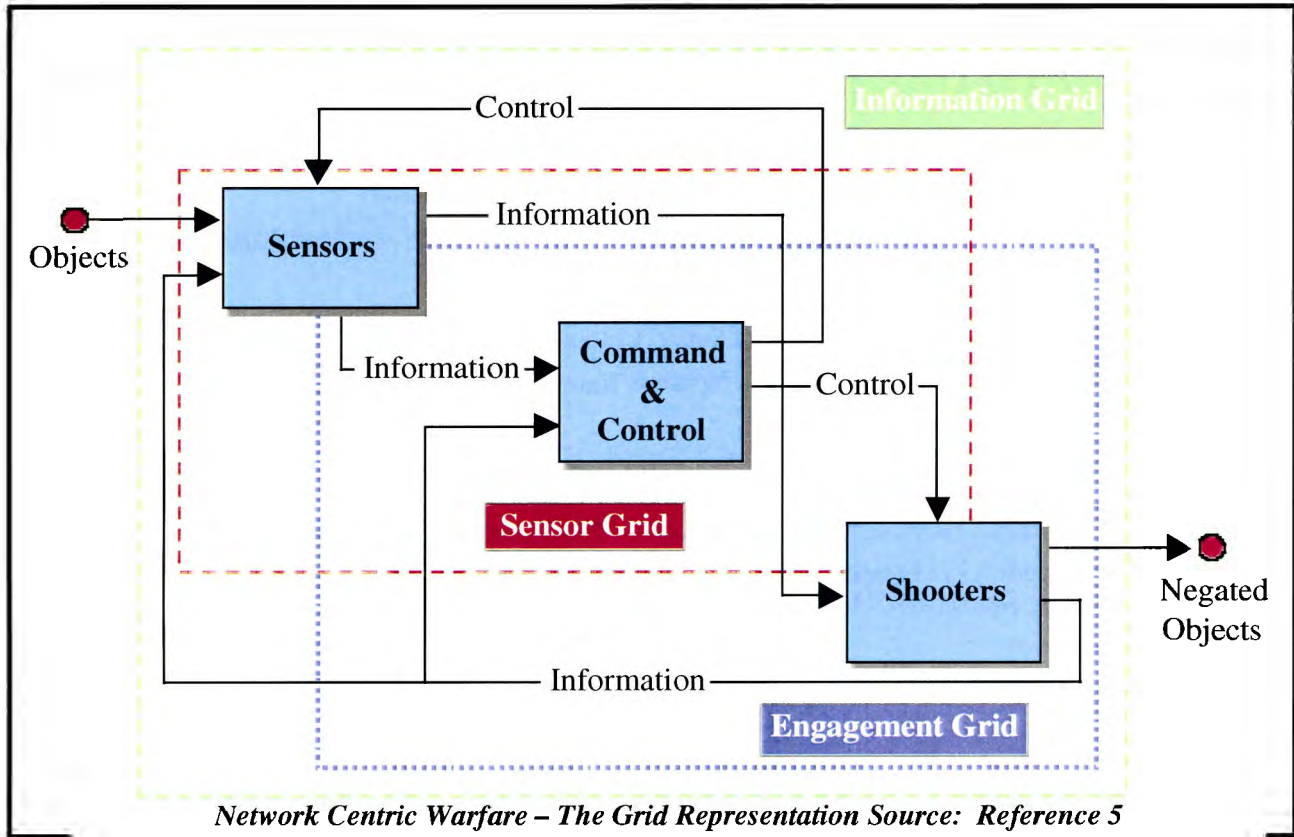 Information Grid
Control
Sensors
Information
Objects
Information
Command
&
Control
Control
Sensor Grid
Shooters
Negated
Objects
Information
Engagement Grid
Network Centric Warfare – The Grid Representation Source: Reference 5